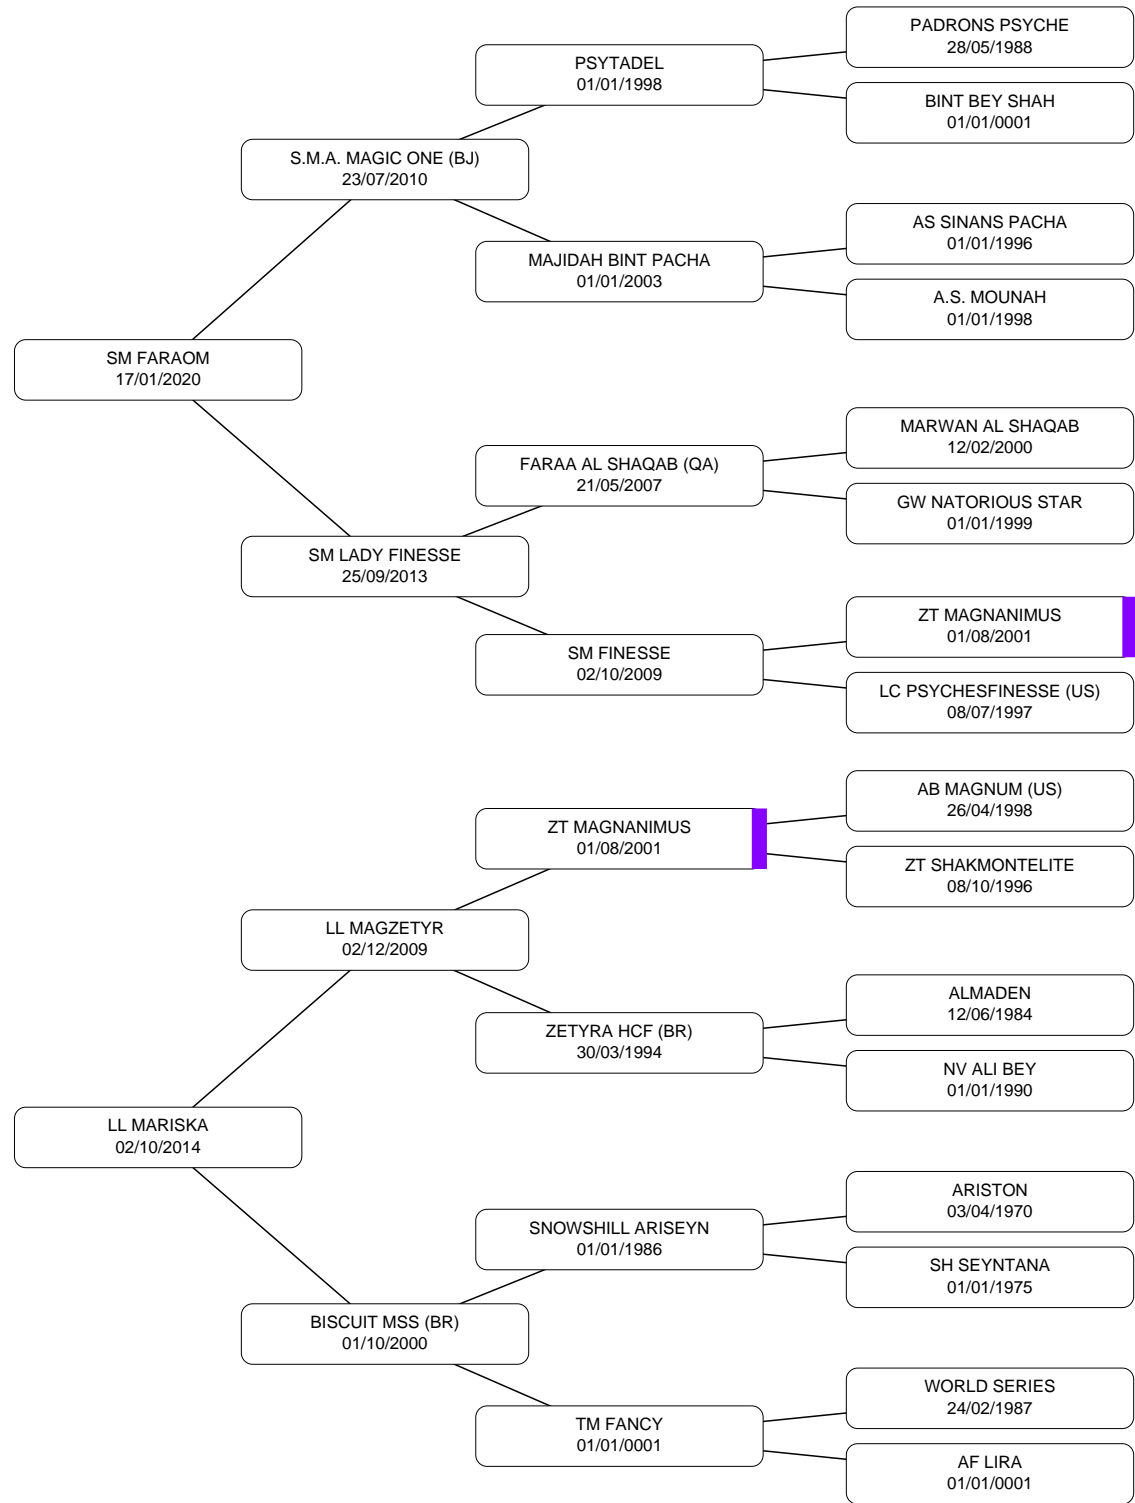 PADRONS PSYCHE
28/05/1988
PSYTADEL
01/01/1998
BINT BEY SHAH
01/01/0001
S.M.A. MAGIC ONE (BJ)
23/07/2010
AS SINANS PACHA
01/01/1996
MAJIDAH BINT PACHA
01/01/2003
A.S. MOUNAH
01/01/1998
SM FARAOM
17/01/2020
MARWAN AL SHAQAB
12/02/2000
FARAA AL SHAQAB (QA)
21/05/2007
GW NATORIOUS STAR
01/01/1999
SM LADY FINESSE
25/09/2013
ZT MAGNANIMUS
01/08/2001
SM FINESSE
02/10/2009
LC PSYCHESFINESSE (US)
08/07/1997
AB MAGNUM (US)
26/04/1998
ZT MAGNANIMUS
01/08/2001
ZT SHAKMONTELITE
08/10/1996
LL MAGZETYR
02/12/2009
ALMADEN
12/06/1984
ZETYRA HCF (BR)
30/03/1994
NV ALI BEY
01/01/1990
LL MARISKA
02/10/2014
ARISTON
03/04/1970
SNOWSHILL ARISEYN
01/01/1986
SH SEYNTANA
01/01/1975
BISCUIT MSS (BR)
01/10/2000
WORLD SERIES
24/02/1987
TM FANCY
01/01/0001
AF LIRA
01/01/0001